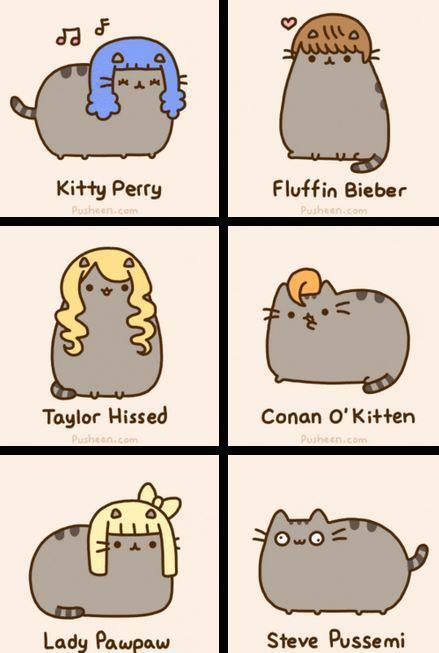 Kitty Perry
Pusheen.com
Fluffin Bieber
Pusheen.com
Taylor Hissed
Pusheen.com
Conan O'Kitten
Pusheen.com
Lady Pawpaw
Steve Pussemi